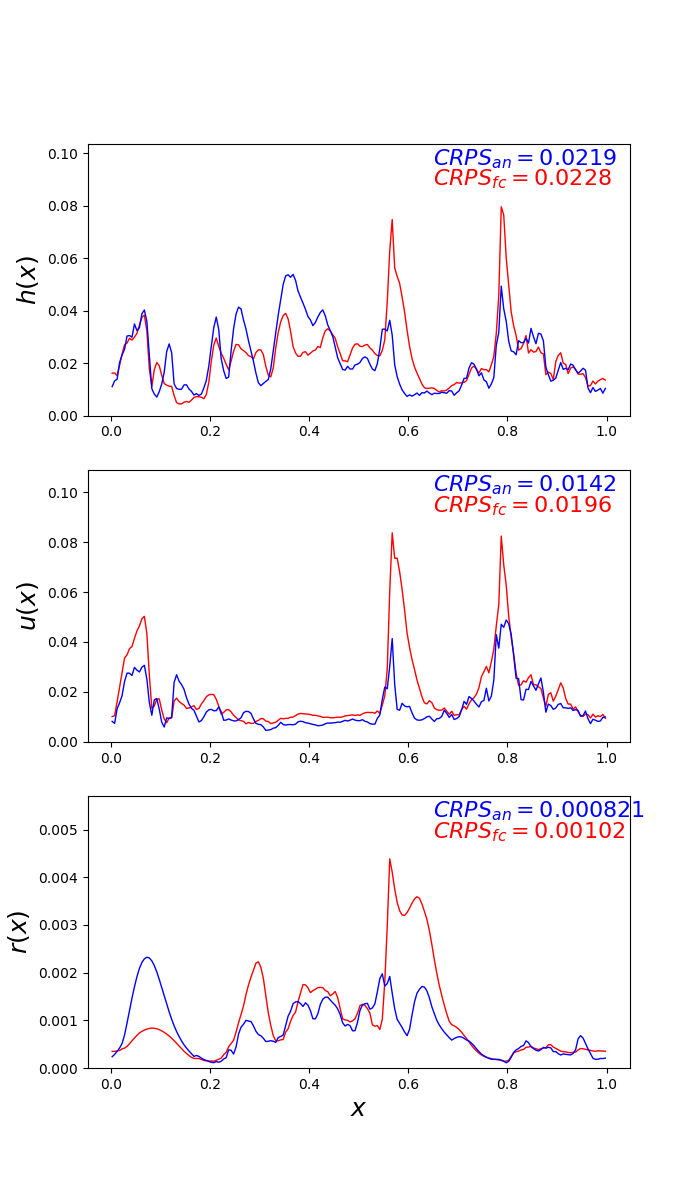 CRPS_an = 0.0219
CRPS_fc = 0.0228
0.10
0.08
0.06
0.04
0.02
0.00
h(x)
0.0 0.2 0.4 0.6 0.8 1.0
CRPS_an = 0.0142
CRPS_fc = 0.0196
0.10
0.08
0.06
0.04
0.02
0.00
u(x)
0.0 0.2 0.4 0.6 0.8 1.0
CRPS_an = 0.000821
CRPS_fc = 0.00102
0.005
0.004
0.003
0.002
0.001
0.000
r(x)
0.0 0.2 0.4 0.6 0.8 1.0
x